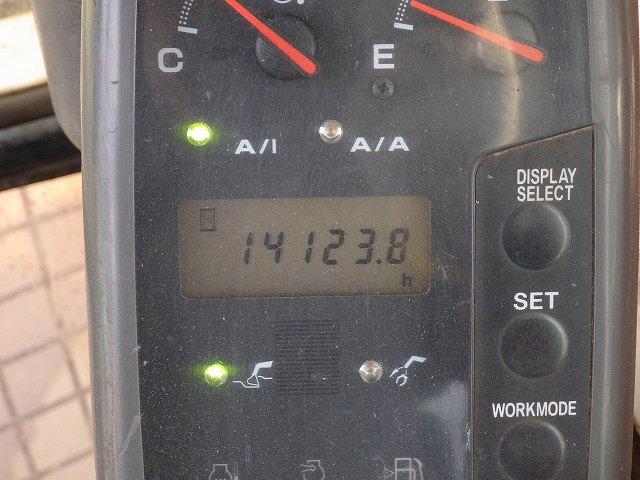 C
E
A/I
A/A
DISPLAY
SELECT
14123.8
h
SET
WORKMODE